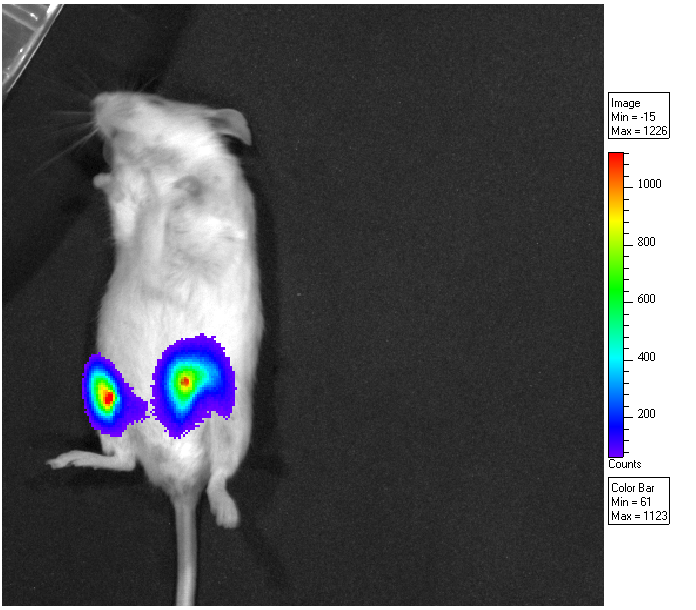 Image
Min = -15
Max = 1226
1000
800
600
400
200
Counts
Color Bar
Min = 61
Max = 1123